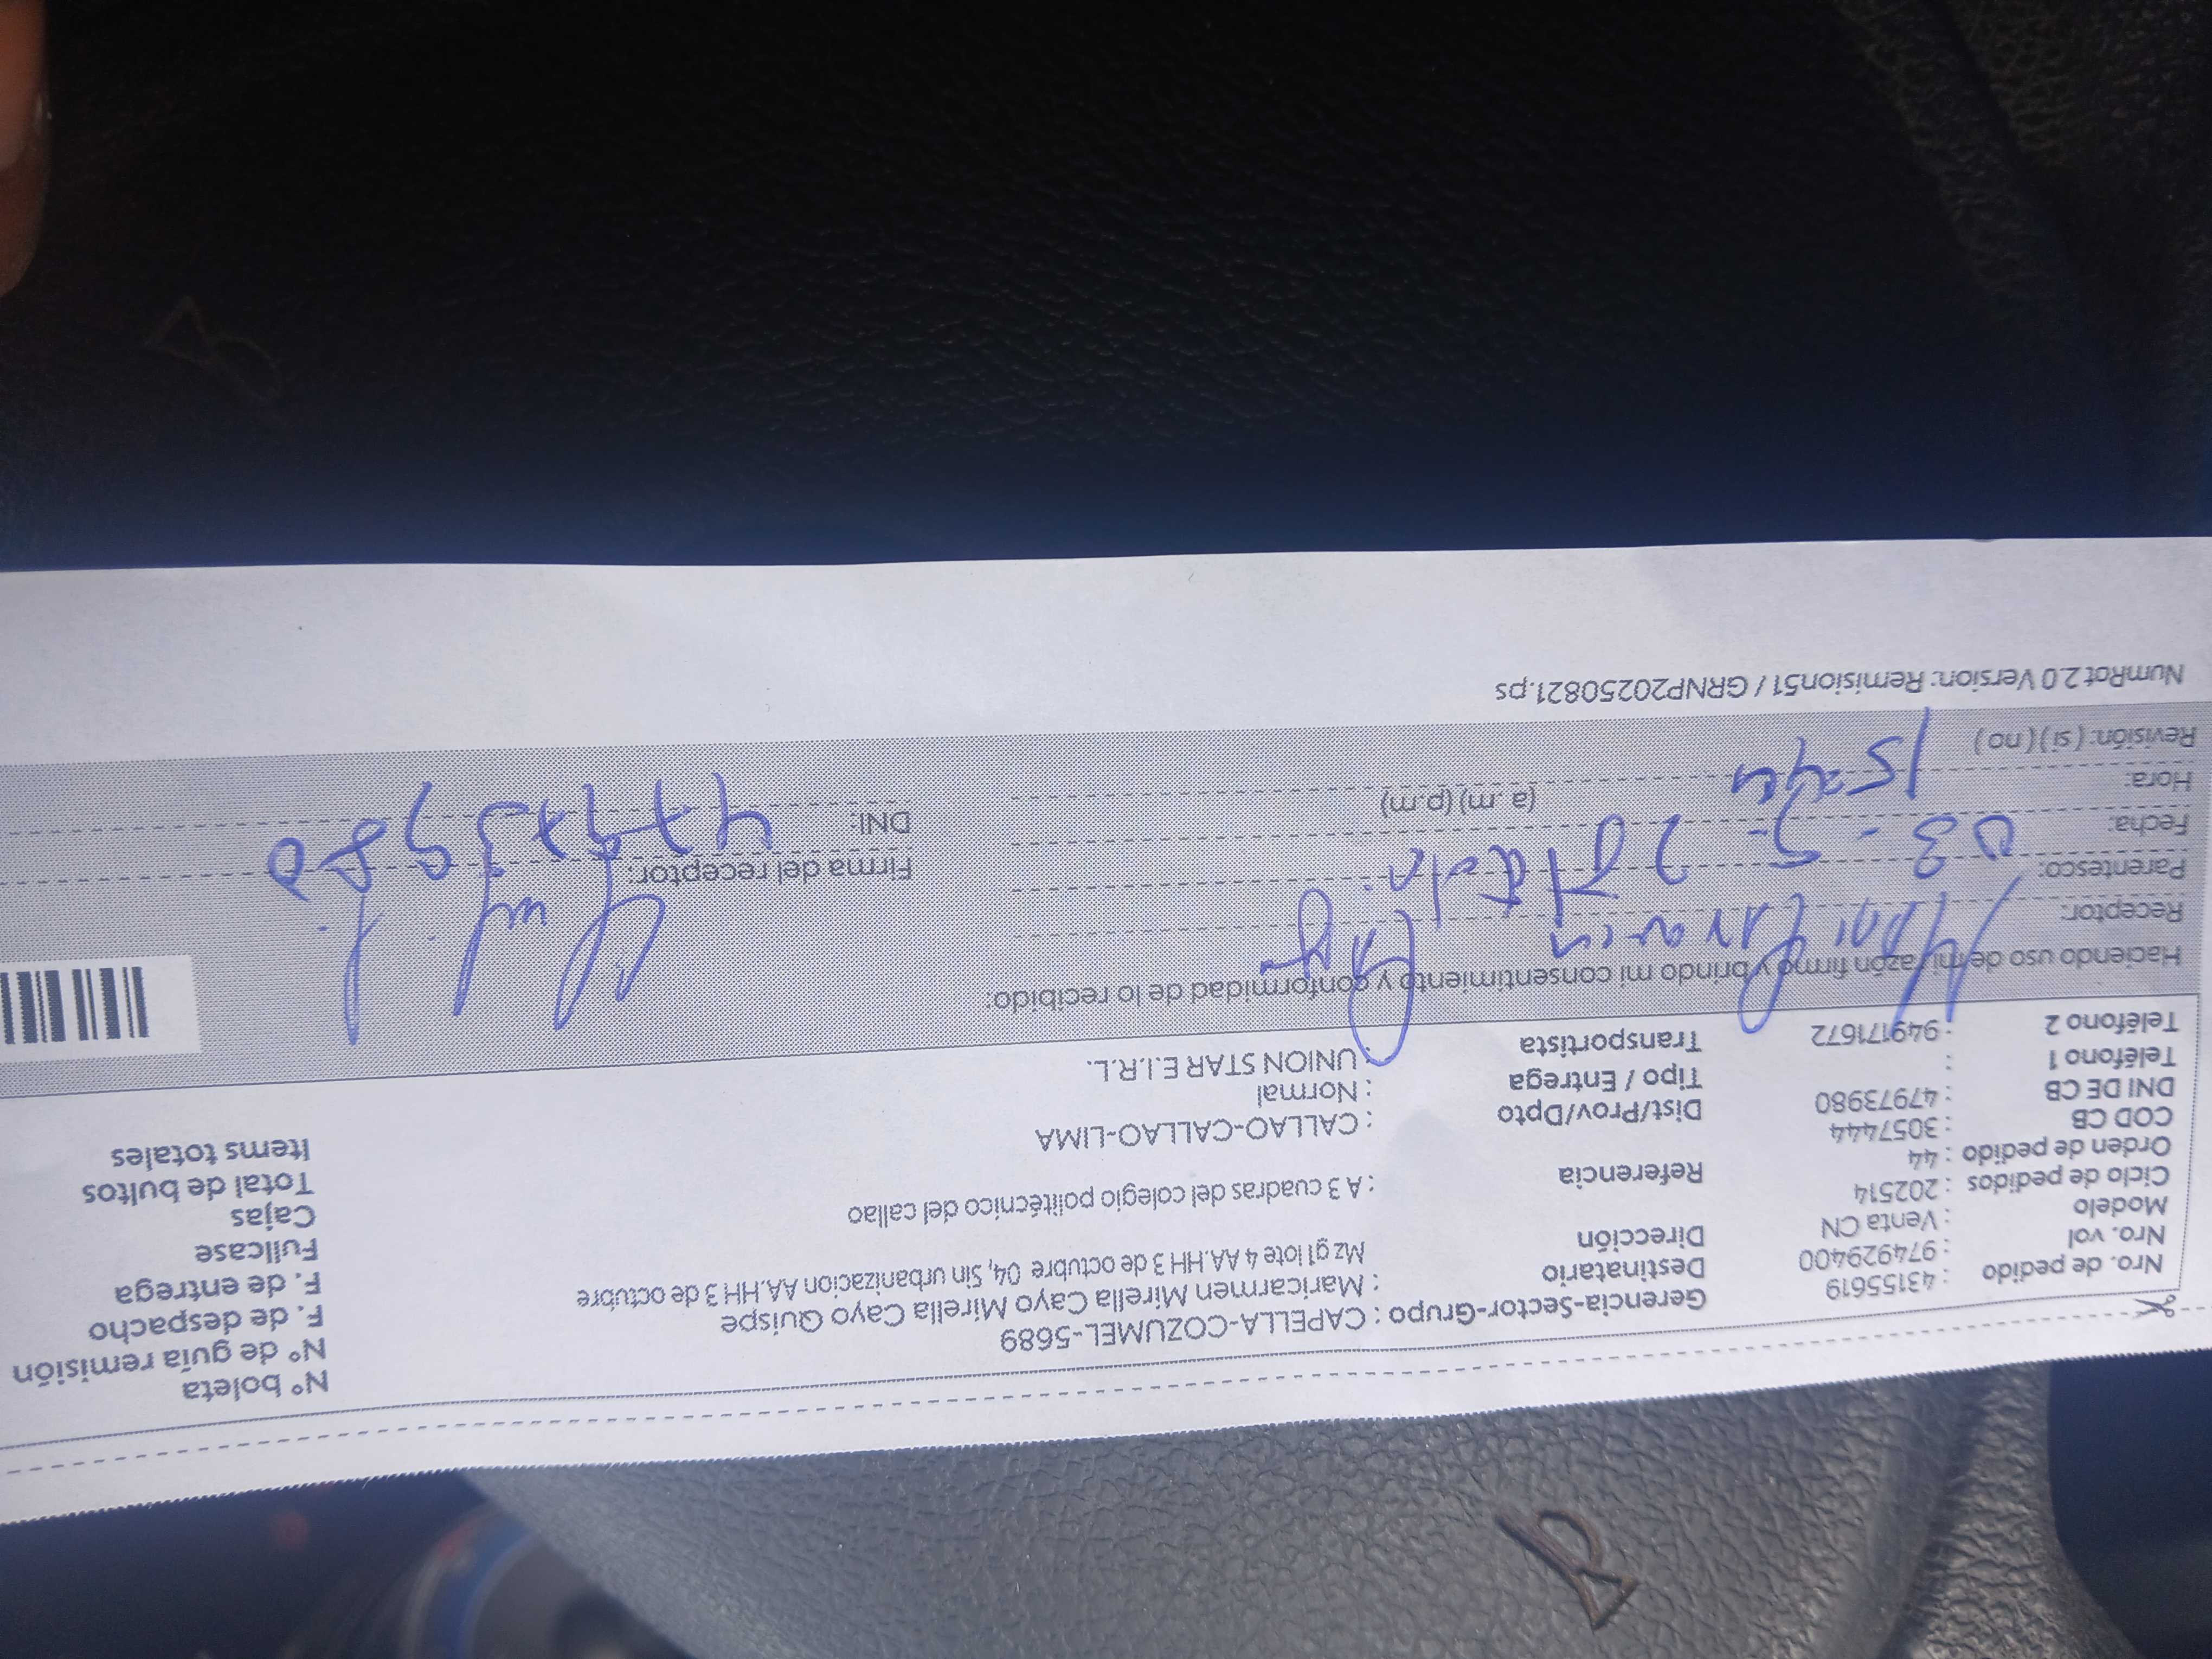 Nº boleta
Nº de guía remisión
F. de despacho
F. de entrega
Fullcase
Cajas
Total de bultos
Items totales
Nro. de pedido : 43155619
Nro. vol : 974929400
Modelo : Venta CN
Ciclo de pedidos : 202514
Orden de pedido : 44
COD CB : 3057444
DNI DE CB : 47973980
Teléfono 1 :
Teléfono 2 : 949171672
Gerencia-Sector-Grupo : CAPELLA-COZUMEL-5689
Destinatario : Maricarmen Mirella Cayo Mirella Cayo Quispe
Dirección Mz g1 lote 4 AA.HH 3 de octubre 04, Sin urbanizacion AA.HH 3 de octubre
Referencia : A 3 cuadras del colegio politécnico del callao
Dist/Prov/Dpto : CALLAO-CALLAO-LIMA
Tipo / Entrega : Normal
Transportista : UNION STAR E.I.R.L.
Haciendo uso de mi razón firmo y brindo mi consentimiento y conformidad de lo recibido:
Receptor:
Parentesco:
Fecha:
Hora: (a.m) (p.m)
Revisión: (si) (no)
Firma del receptor:
DNI: 47973980
NumRot 2.0 Version: Remision51 / GRNP20250821.ps